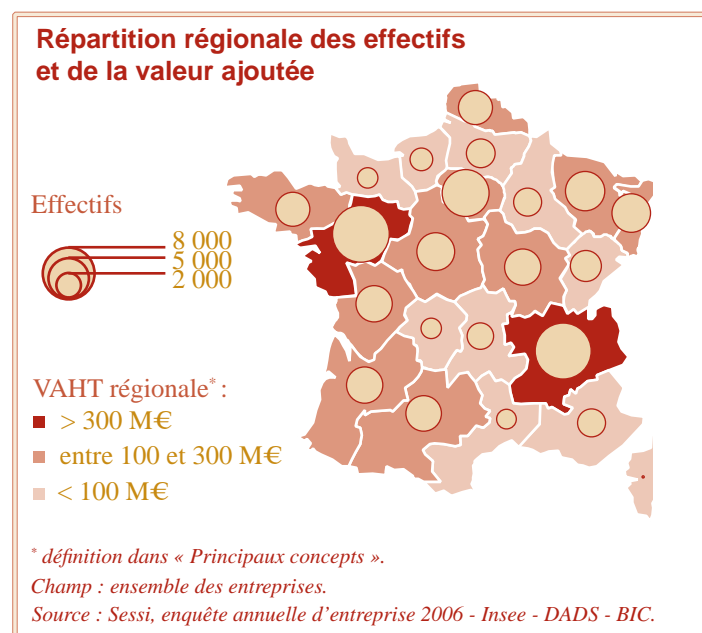 Répartition régionale des effectifs
et de la valeur ajoutée
Effectifs
8 000
5 000
2 000
VAHT régionale* :
> 300 M€
entre 100 et 300 M€
< 100 M€
* définition dans « Principaux concepts ».
Champ : ensemble des entreprises.
Source : Sessi, enquête annuelle d’entreprise 2006 - Insee - DADS - BIC.